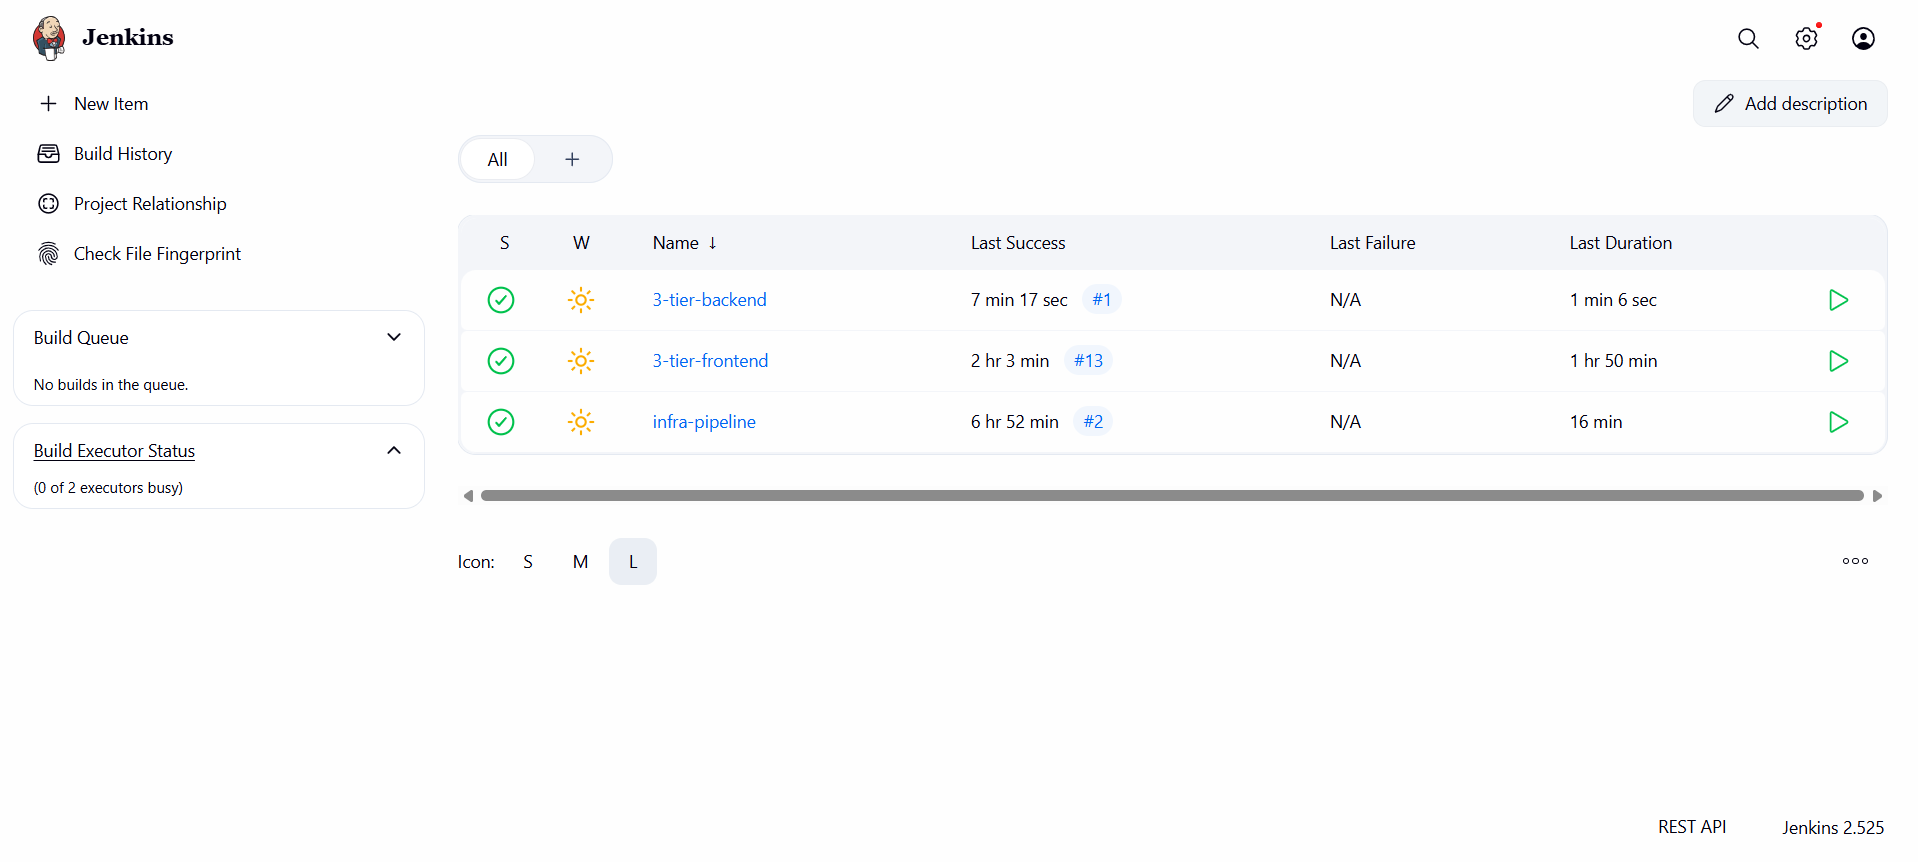 Jenkins
New Item
Build History
Project Relationship
Check File Fingerprint
Build Queue
No builds in the queue.
Build Executor Status
(0 of 2 executors busy)
Add description
All +
S W Name ↓ Last Success Last Failure Last Duration
3-tier-backend 7 min 17 sec #1 N/A 1 min 6 sec
3-tier-frontend 2 hr 3 min #13 N/A 1 hr 50 min
infra-pipeline 6 hr 52 min #2 N/A 16 min
Icon: S M L
REST API Jenkins 2.525